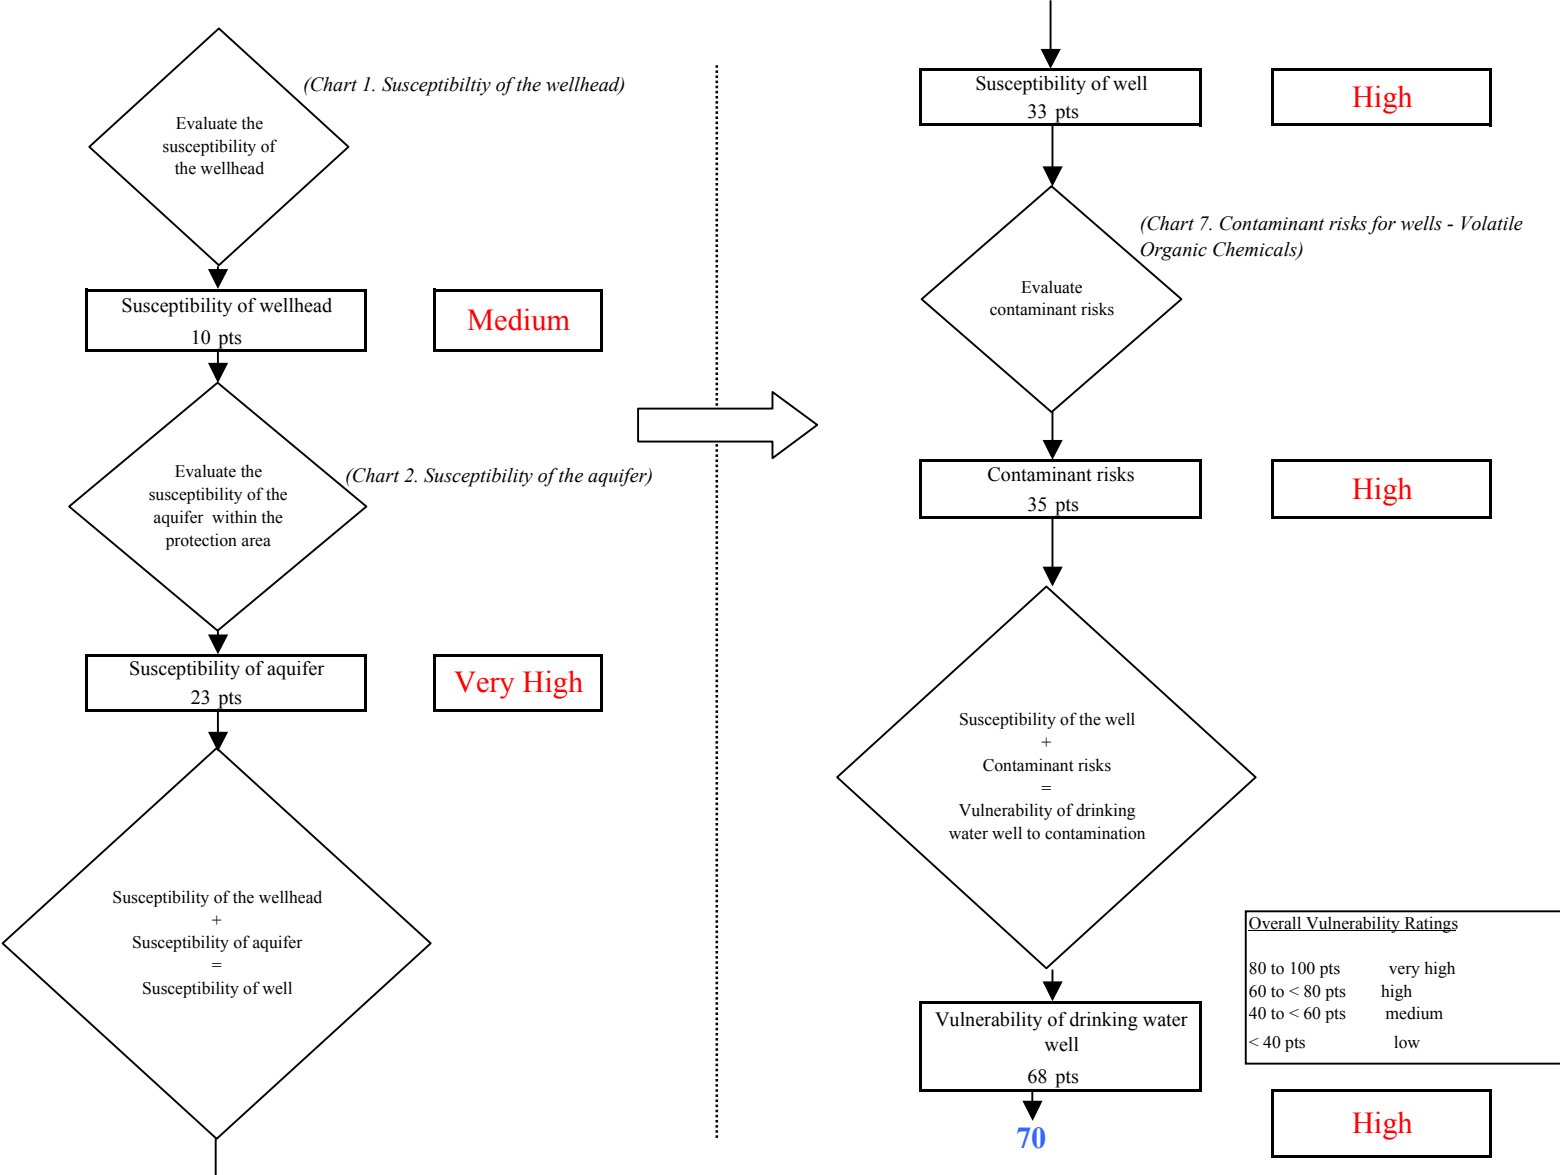 (Chart 1. Susceptibiltiy of the wellhead)
Evaluate the
susceptibility of
the wellhead
Susceptibility of wellhead
10 pts
Medium
(Chart 2. Susceptibility of the aquifer)
Evaluate the
susceptibility of the
aquifer within the
protection area
Susceptibility of aquifer
23 pts
Very High
Susceptibility of the wellhead
+
Susceptibility of aquifer
=
Susceptibility of well
Susceptibility of well
33 pts
High
(Chart 7. Contaminant risks for wells - Volatile
Organic Chemicals)
Evaluate
contaminant risks
Contaminant risks
35 pts
High
Susceptibility of the well
+
Contaminant risks
=
Vulnerability of drinking
water well to contamination
Overall Vulnerability Ratings
80 to 100 pts very high
60 to < 80 pts high
40 to < 60 pts medium
< 40 pts low
Vulnerability of drinking water
well
68 pts
70
High